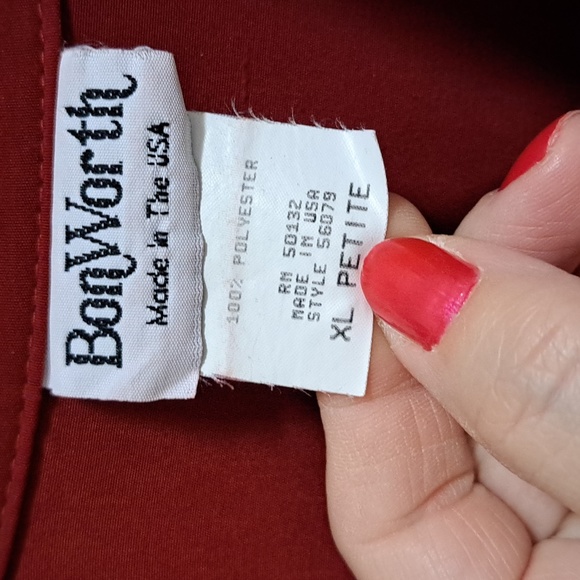 BonWorth
Made In The USA
100% POLYESTER
RN 50132
MADE IN USA
STYLE 56079
XL PETITE